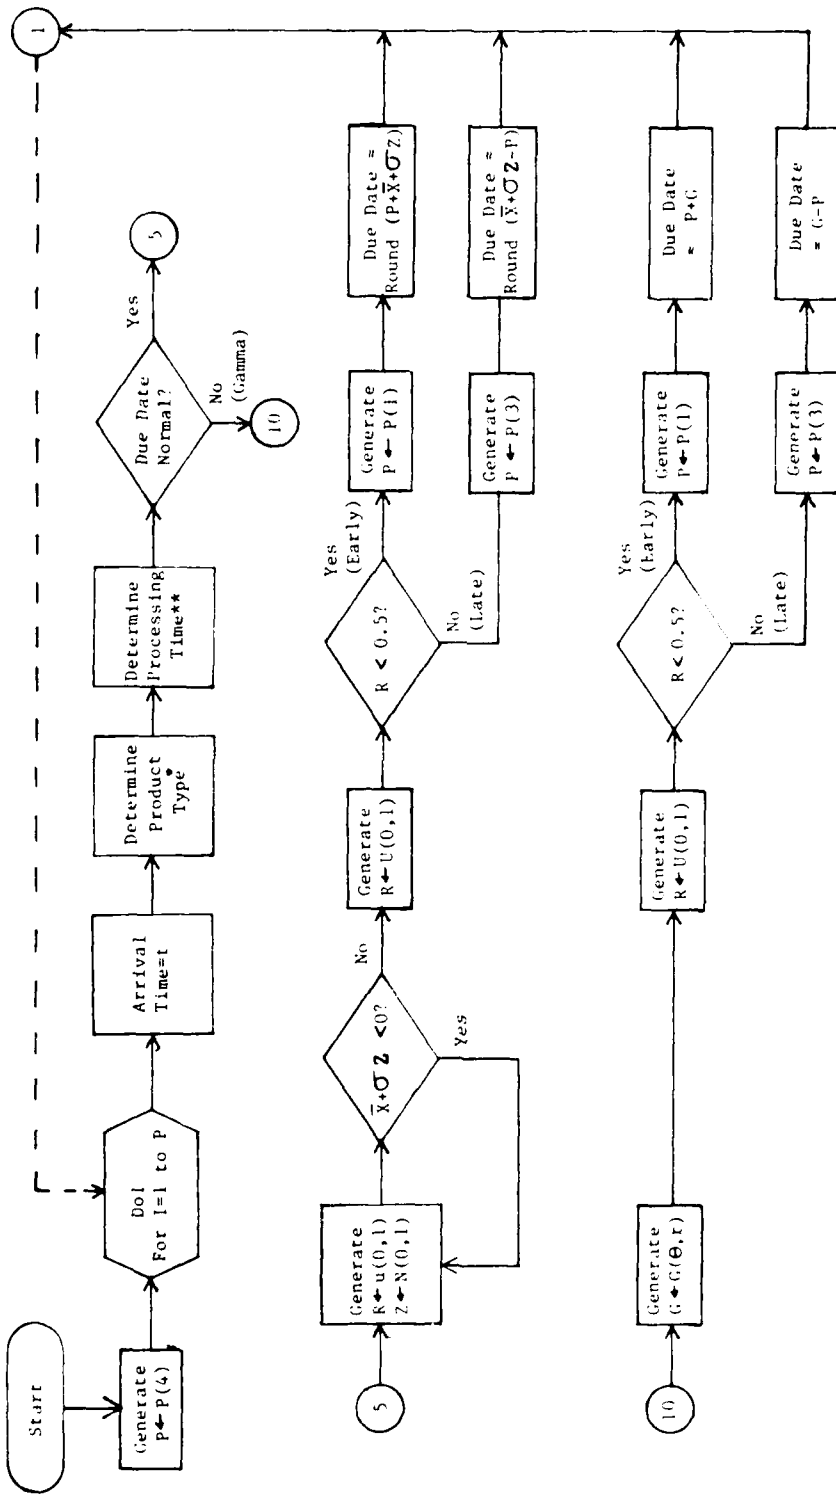 Start
Generate
P←P(4)
Do1
For I=1 to P
Arrival
Time=t
Determine
Product
Type*
Determine
Processing
Time**
Due Date
Normal?
Yes
5
No
(Gamma)
10
1
5
Generate
R←u(0,1)
Z←N(0,1)
X̄+σZ <0?
Yes
No
Generate
R←U(0,1)
R < 0.5?
Yes
(Early)
No
(Late)
Generate
P←P(1)
Due Date =
Round (P+X̄+σZ)
Generate
P←P(3)
Due Date =
Round (X̄+σZ-P)
10
Generate
G←G(θ,r)
Generate
R←U(0,1)
R < 0.5?
Yes
(Early)
No
(Late)
Generate
P←P(1)
Due Date
= P+G
Generate
P←P(3)
Due Date
= G-P